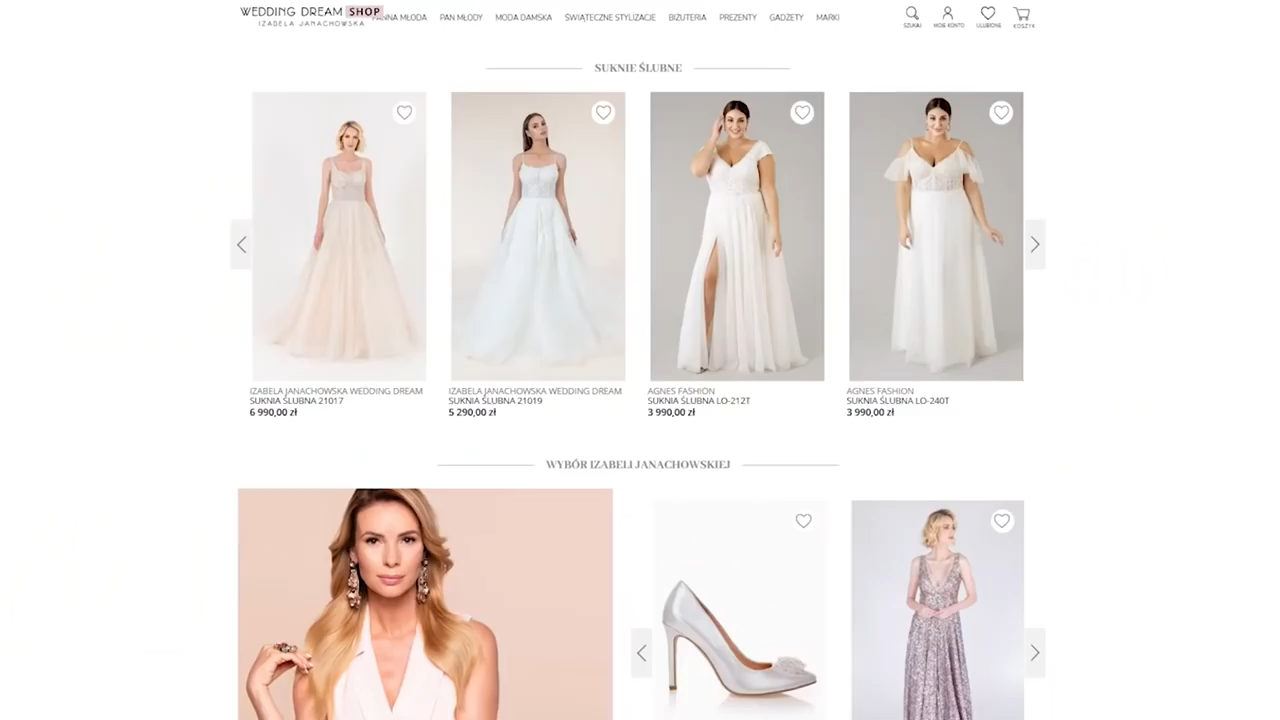 WEDDING DREAM SHOP
IZABELA JANACHOWSKA
PANNA MŁODA PAN MŁODY MODA DAMSKA ŚWIĄTECZNE STYLIZACJE BIŻUTERIA PREZENTY GADŻETY MARKI
SZUKAJ MOJE KONTO ULUBIONE KOSZYK
SUKNIE ŚLUBNE
IZABELA JANACHOWSKA WEDDING DREAM
SUKNIA ŚLUBNA 21017
6 990,00 zł
IZABELA JANACHOWSKA WEDDING DREAM
SUKNIA ŚLUBNA 21019
5 290,00 zł
AGNES FASHION
SUKNIA ŚLUBNA LO-212T
3 990,00 zł
AGNES FASHION
SUKNIA ŚLUBNA LO-240T
3 990,00 zł
WYBÓR IZABELI JANACHOWSKIEJ